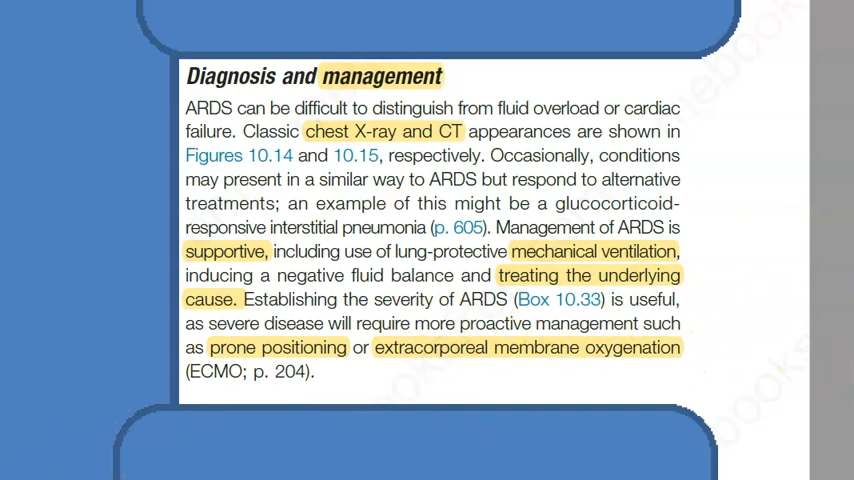 Diagnosis and management
ARDS can be difficult to distinguish from fluid overload or cardiac
failure. Classic chest X-ray and CT appearances are shown in
Figures 10.14 and 10.15, respectively. Occasionally, conditions
may present in a similar way to ARDS but respond to alternative
treatments; an example of this might be a glucocorticoid-
responsive interstitial pneumonia (p. 605). Management of ARDS is
supportive, including use of lung-protective mechanical ventilation,
inducing a negative fluid balance and treating the underlying
cause. Establishing the severity of ARDS (Box 10.33) is useful,
as severe disease will require more proactive management such
as prone positioning or extracorporeal membrane oxygenation
(ECMO; p. 204).